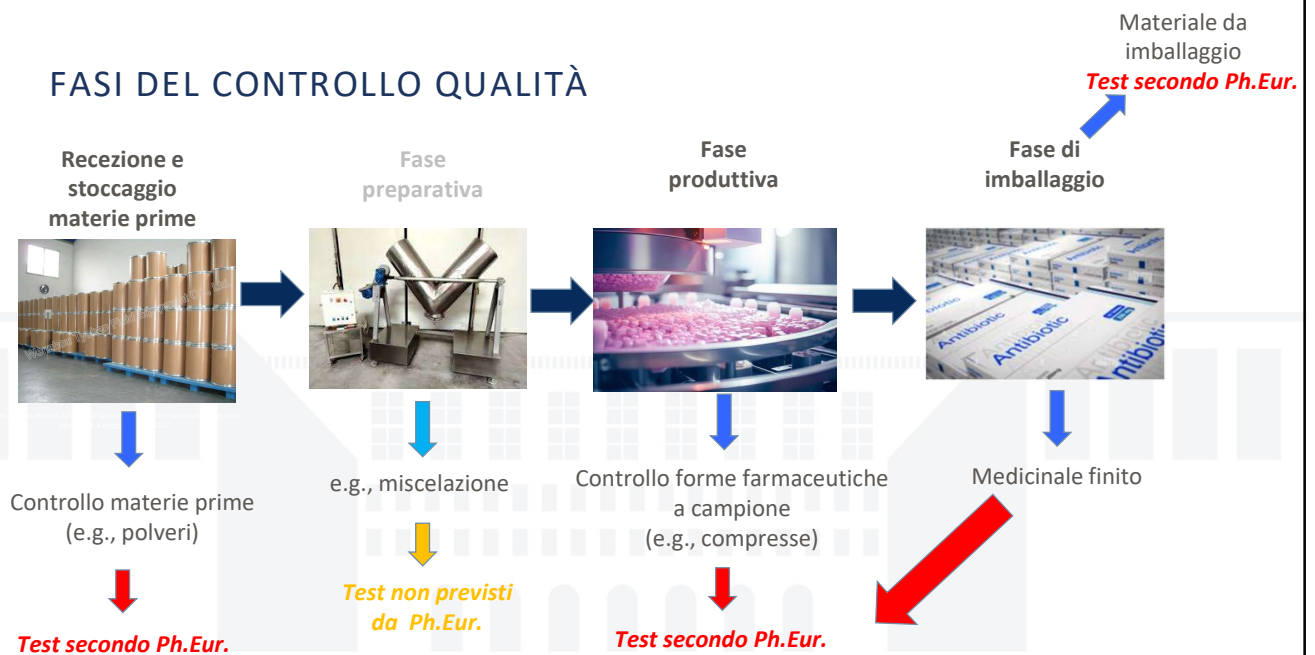 FASI DEL CONTROLLO QUALITÀ
Materiale da
imballaggio
Test secondo Ph.Eur.
Recezione e
stoccaggio
materie prime
Fase
preparativa
Fase
produttiva
Fase di
imballaggio
Antibiotic
Antibiotic
Antibiotic
Antibiotic
Controllo materie prime
(e.g., polveri)
Test secondo Ph.Eur.
e.g., miscelazione
Test non previsti
da Ph.Eur.
Controllo forme farmaceutiche
a campione
(e.g., compresse)
Test secondo Ph.Eur.
Medicinale finito